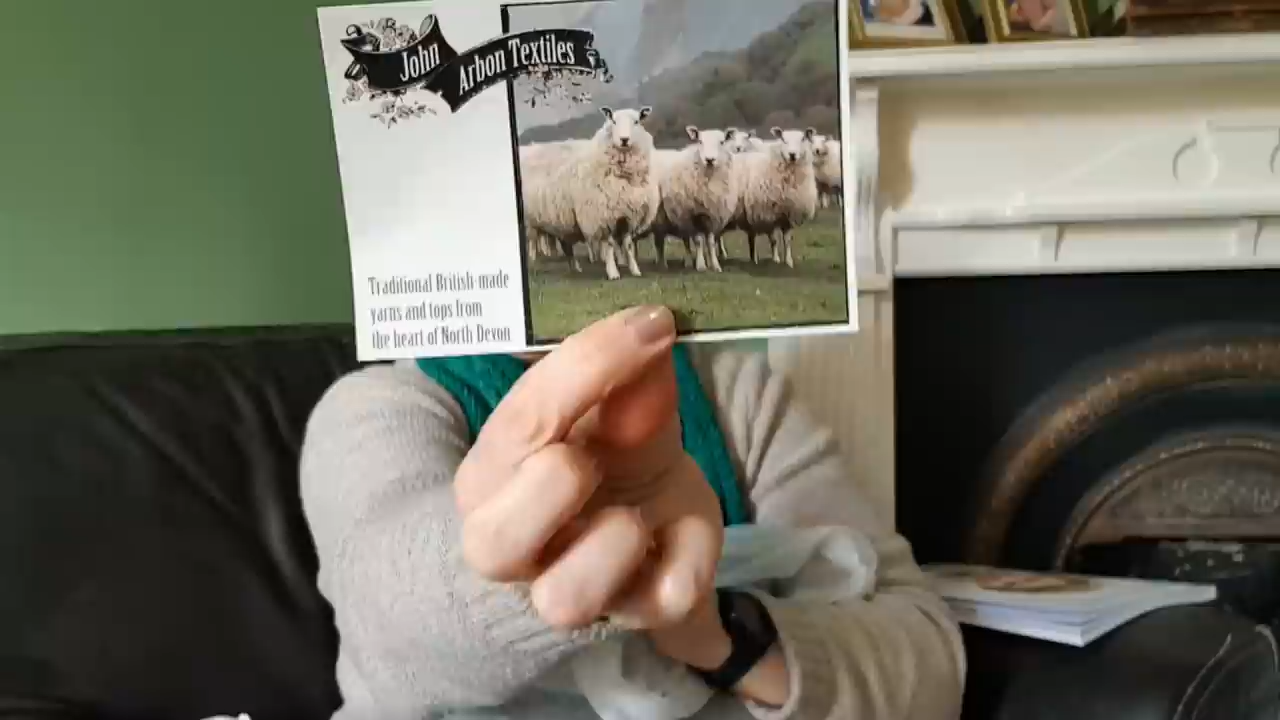 John Arbon Textiles
Traditional British-made
yarns and tops from
the heart of North Devon